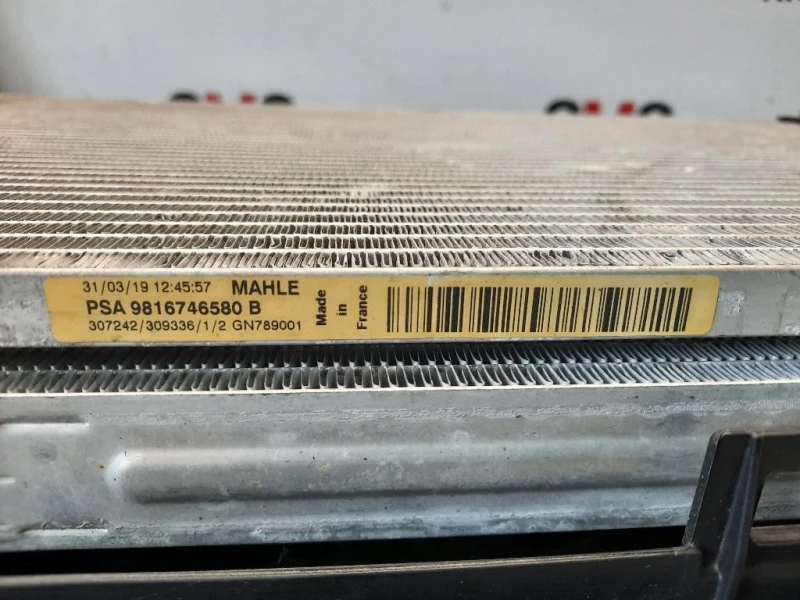 31/03/19 12:45:57 MAHLE
PSA 9816746580 B
307242/309336/1/2 GN789001
Made
in
France